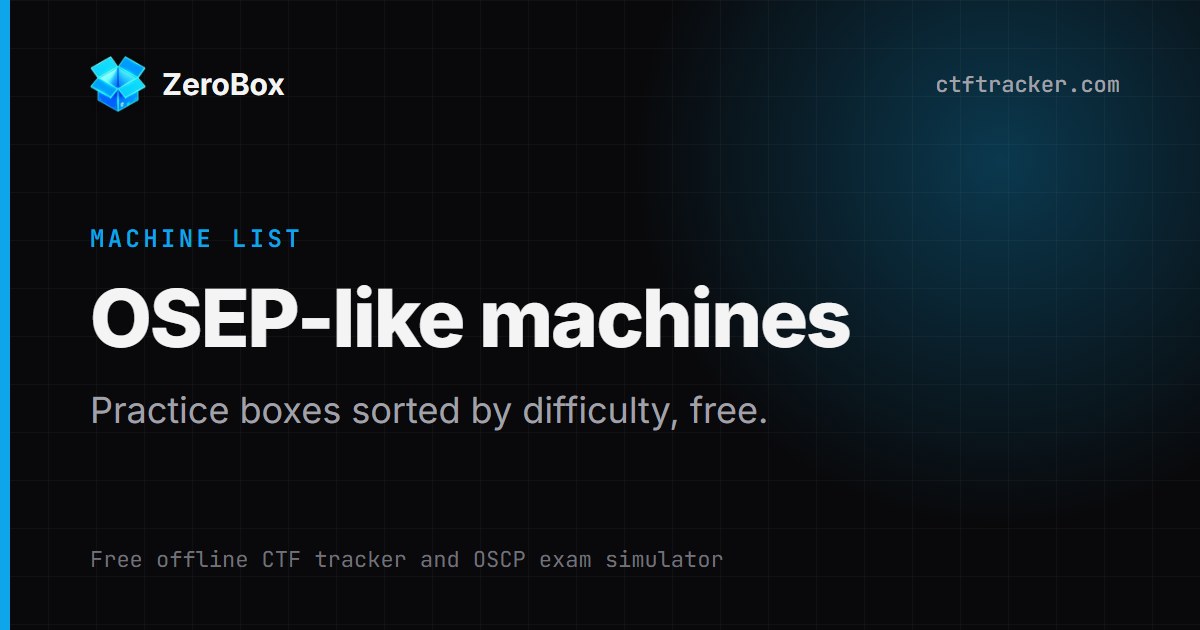 ZeroBox
ctftracker.com
MACHINE LIST
OSEP-like machines
Practice boxes sorted by difficulty, free.
Free offline CTF tracker and OSCP exam simulator